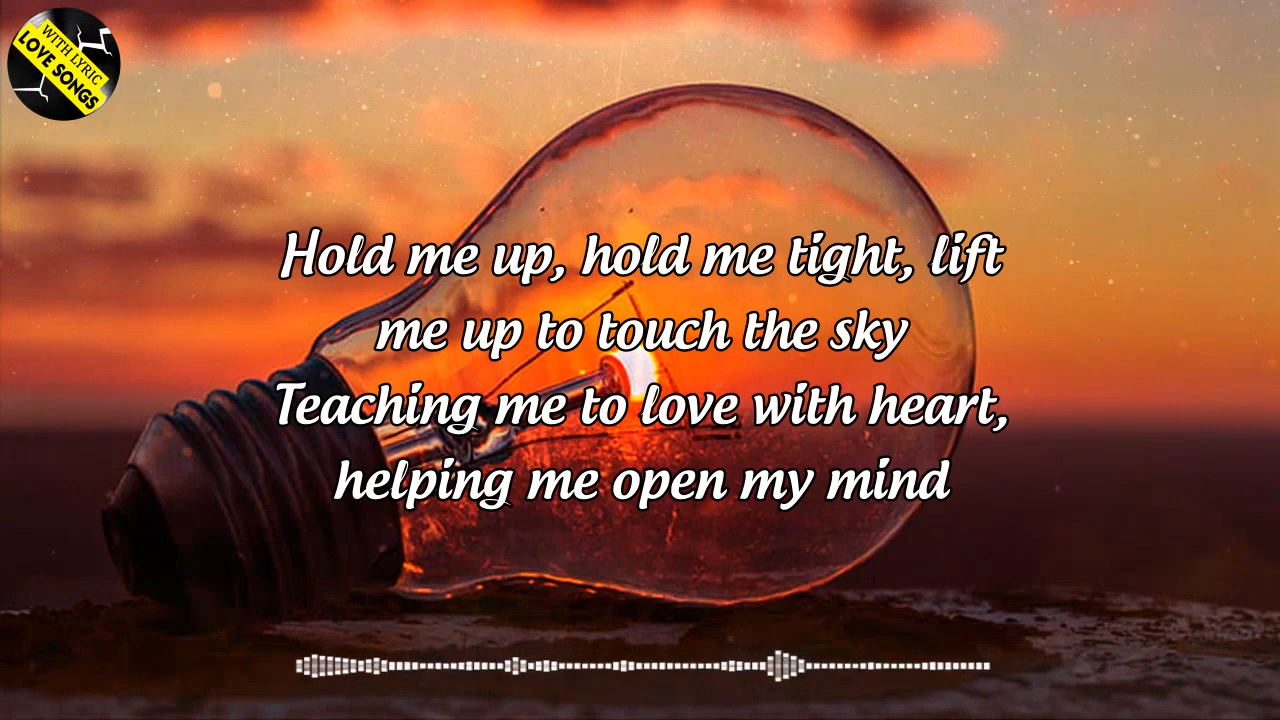 WITH LYRIC
LOVE SONGS
Hold me up, hold me tight, lift
me up to touch the sky
Teaching me to love with heart,
helping me open my mind